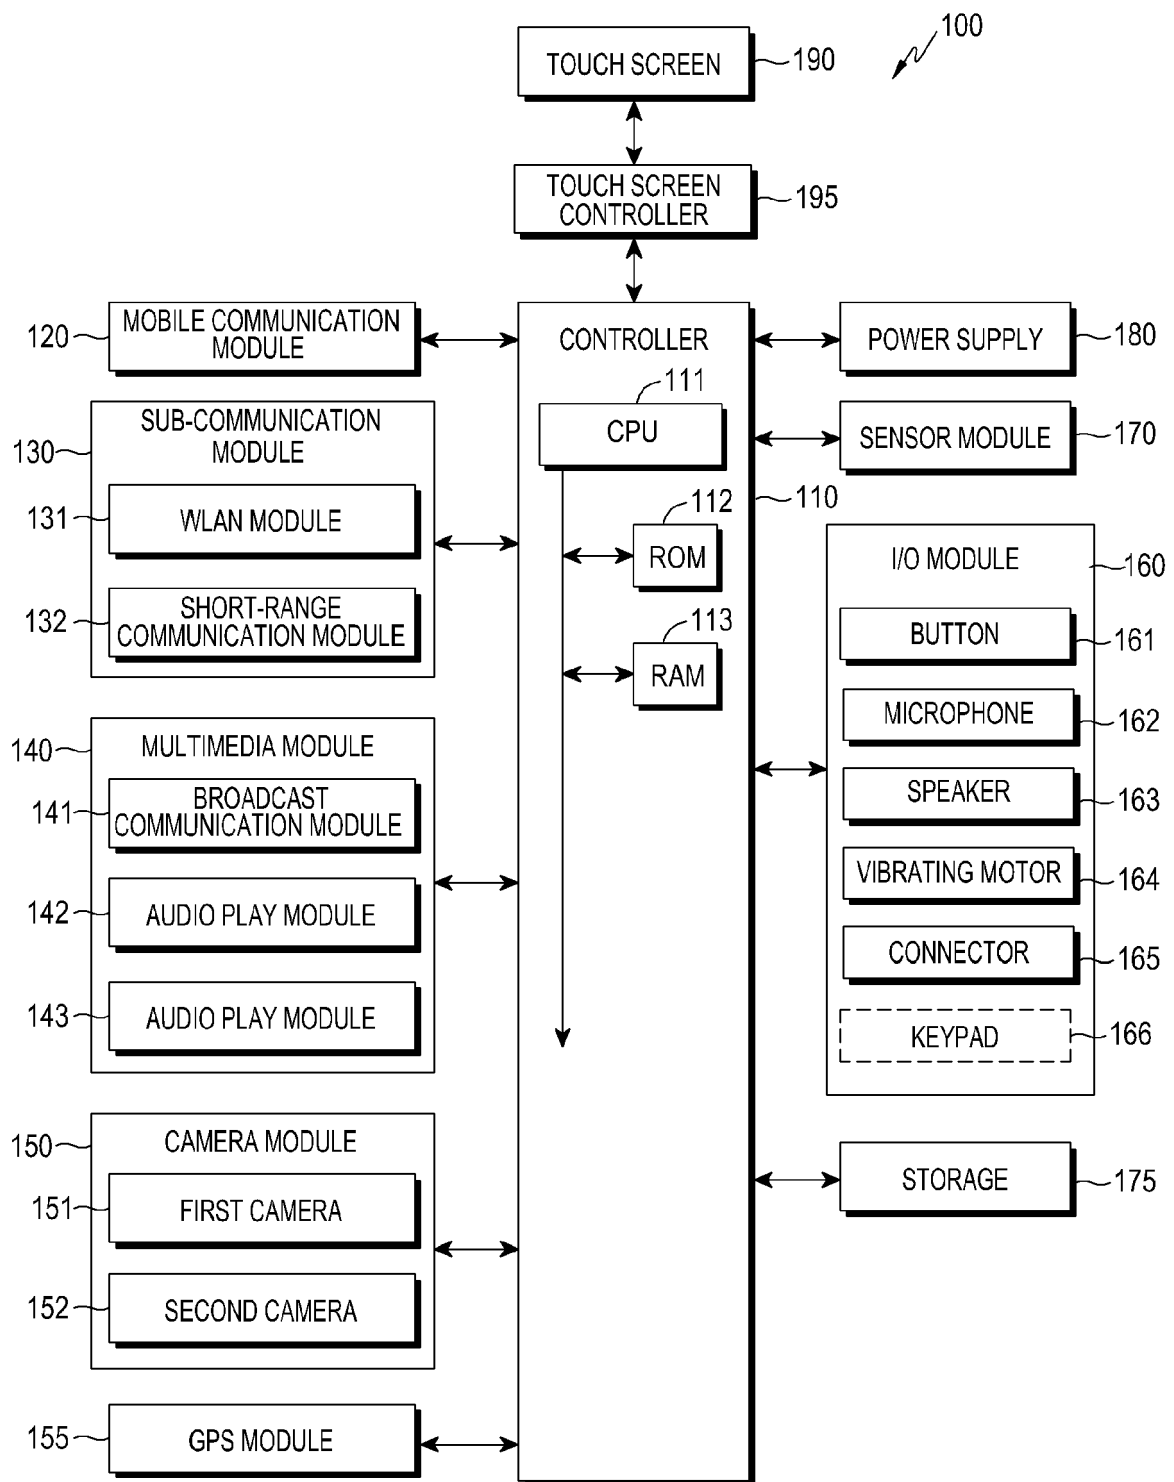 100
TOUCH SCREEN
190
TOUCH SCREEN
CONTROLLER
195
120
MOBILE COMMUNICATION
MODULE
130
SUB-COMMUNICATION
MODULE
131
WLAN MODULE
132
SHORT-RANGE
COMMUNICATION MODULE
140
MULTIMEDIA MODULE
141
BROADCAST
COMMUNICATION MODULE
142
AUDIO PLAY MODULE
143
AUDIO PLAY MODULE
150
CAMERA MODULE
151
FIRST CAMERA
152
SECOND CAMERA
155
GPS MODULE
CONTROLLER
110
111
CPU
112
ROM
113
RAM
POWER SUPPLY
180
SENSOR MODULE
170
I/O MODULE
160
BUTTON
161
MICROPHONE
162
SPEAKER
163
VIBRATING MOTOR
164
CONNECTOR
165
KEYPAD
166
STORAGE
175